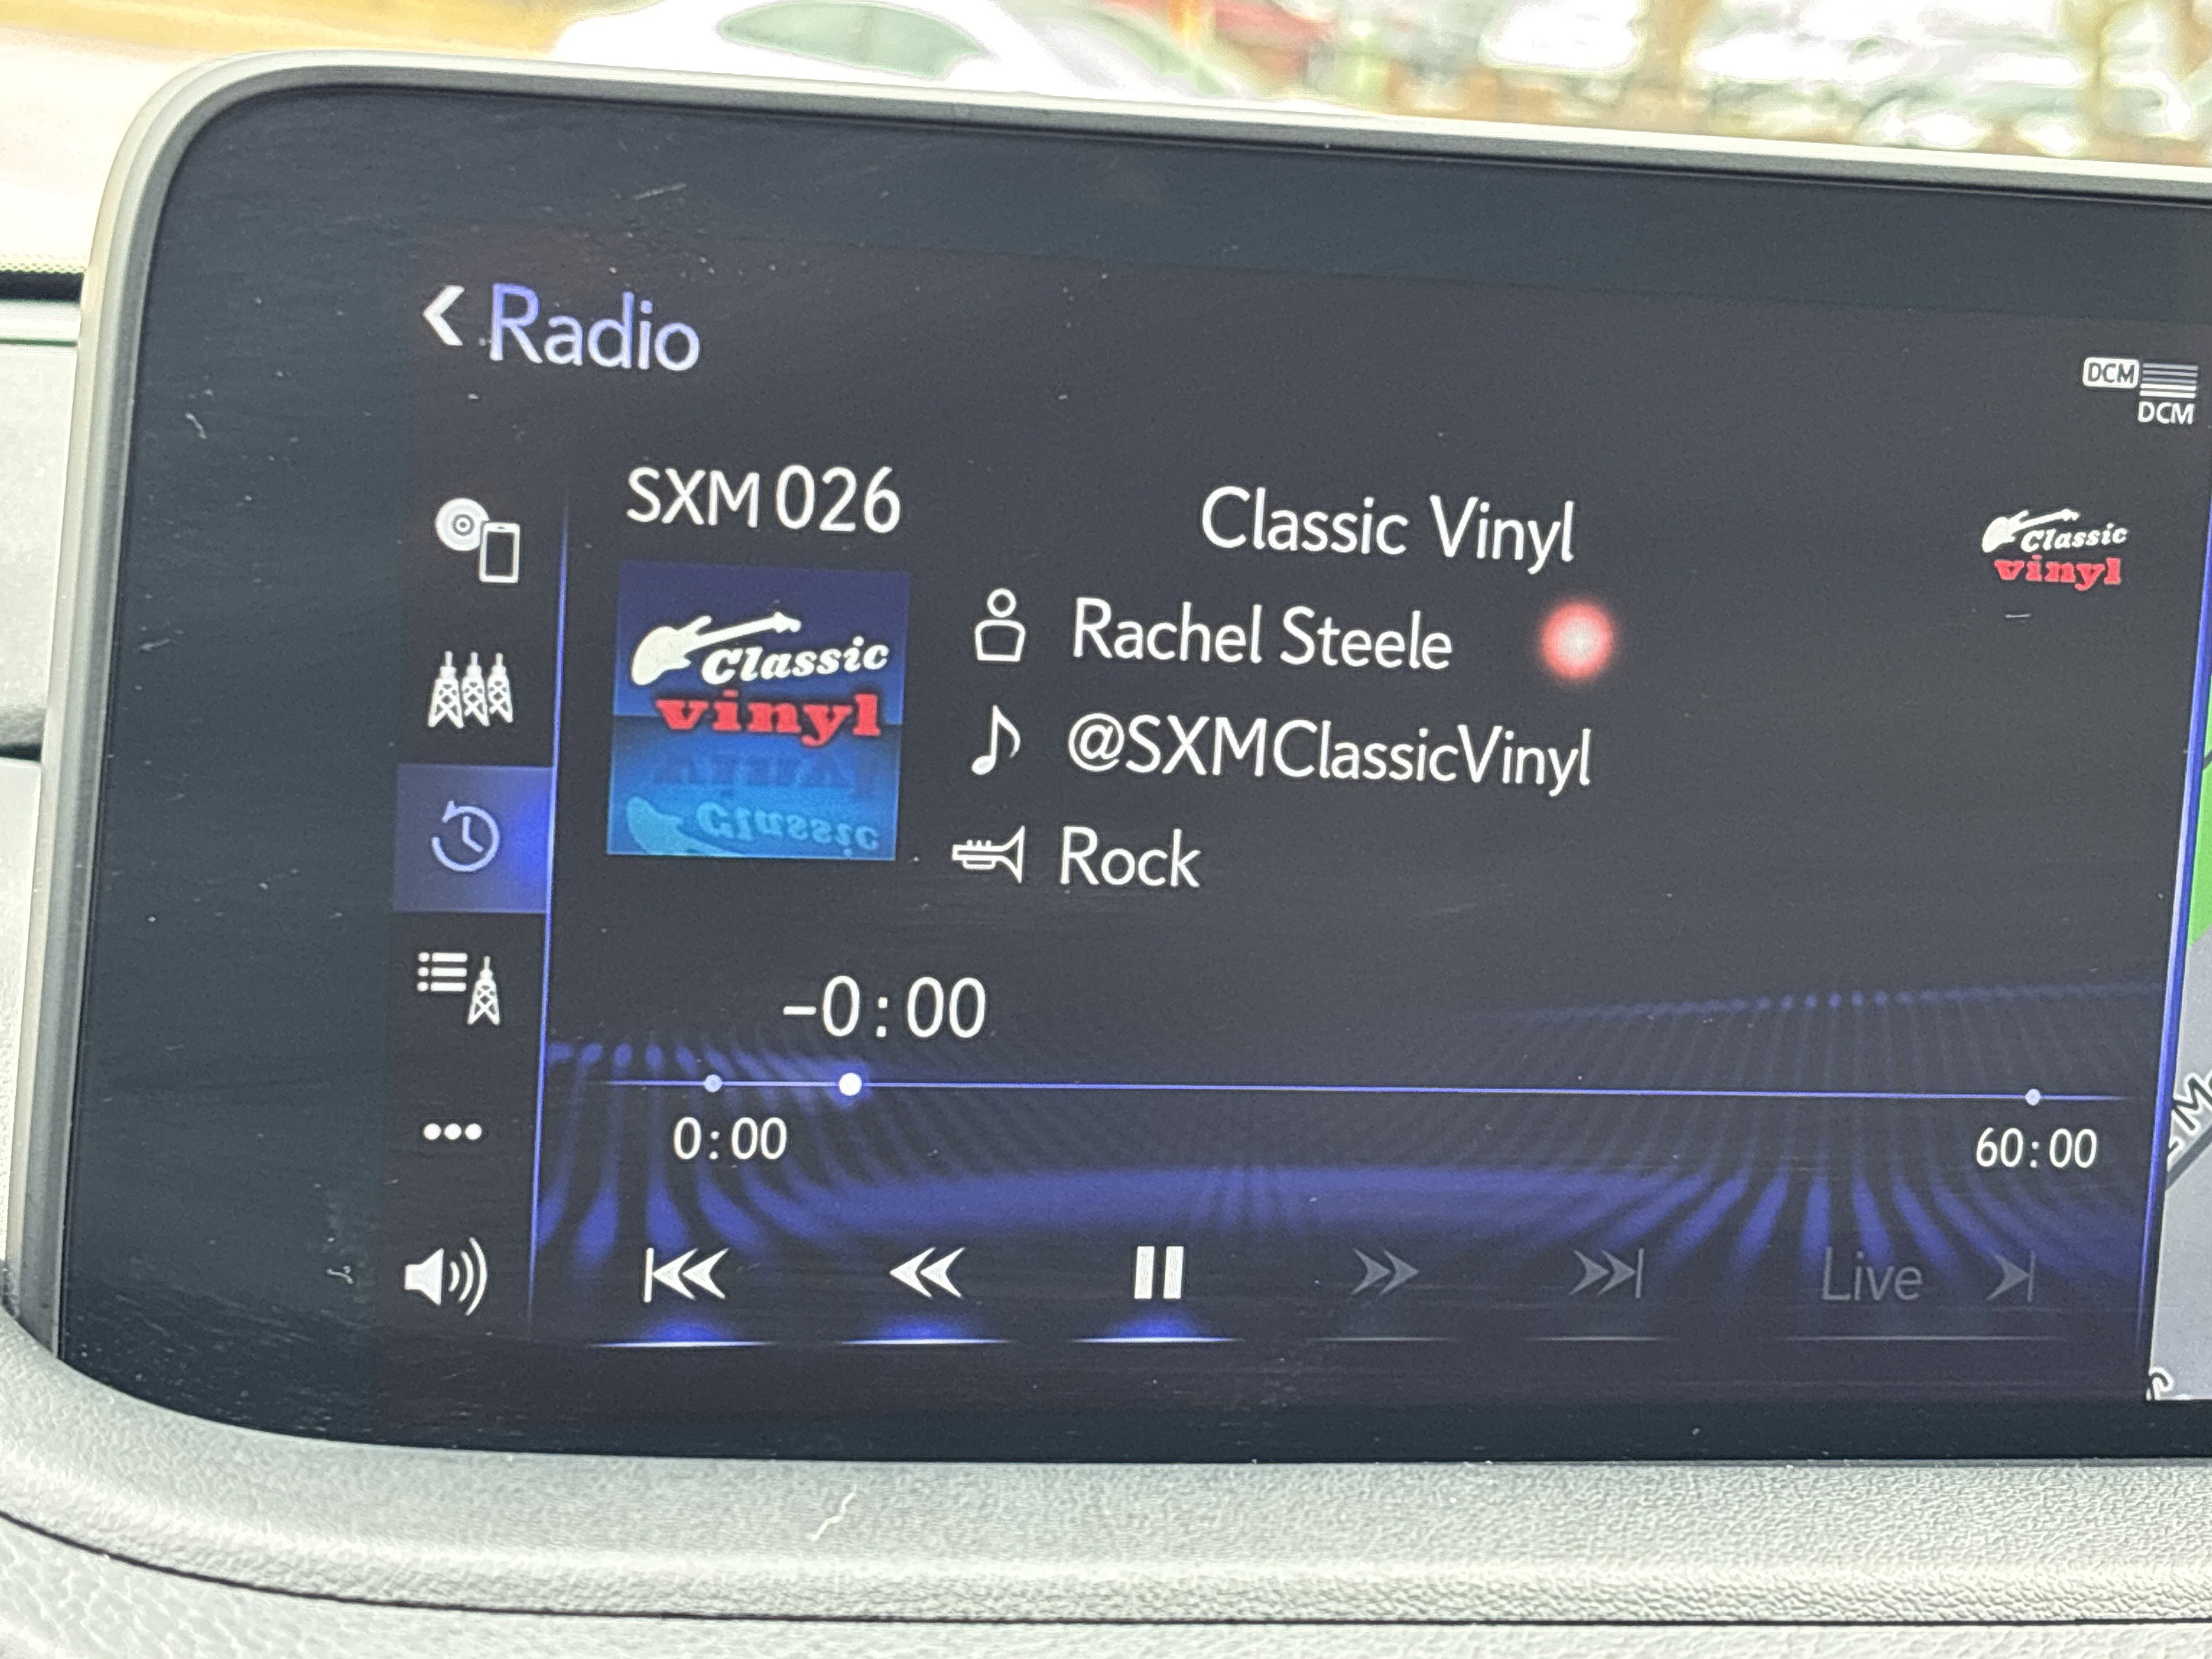 Radio
DCM
DCM
SXM 026
Classic Vinyl
Classic
vinyl
Classic
vinyl
Rachel Steele
@SXMClassicVinyl
Rock
-0:00
0:00
60:00
Live